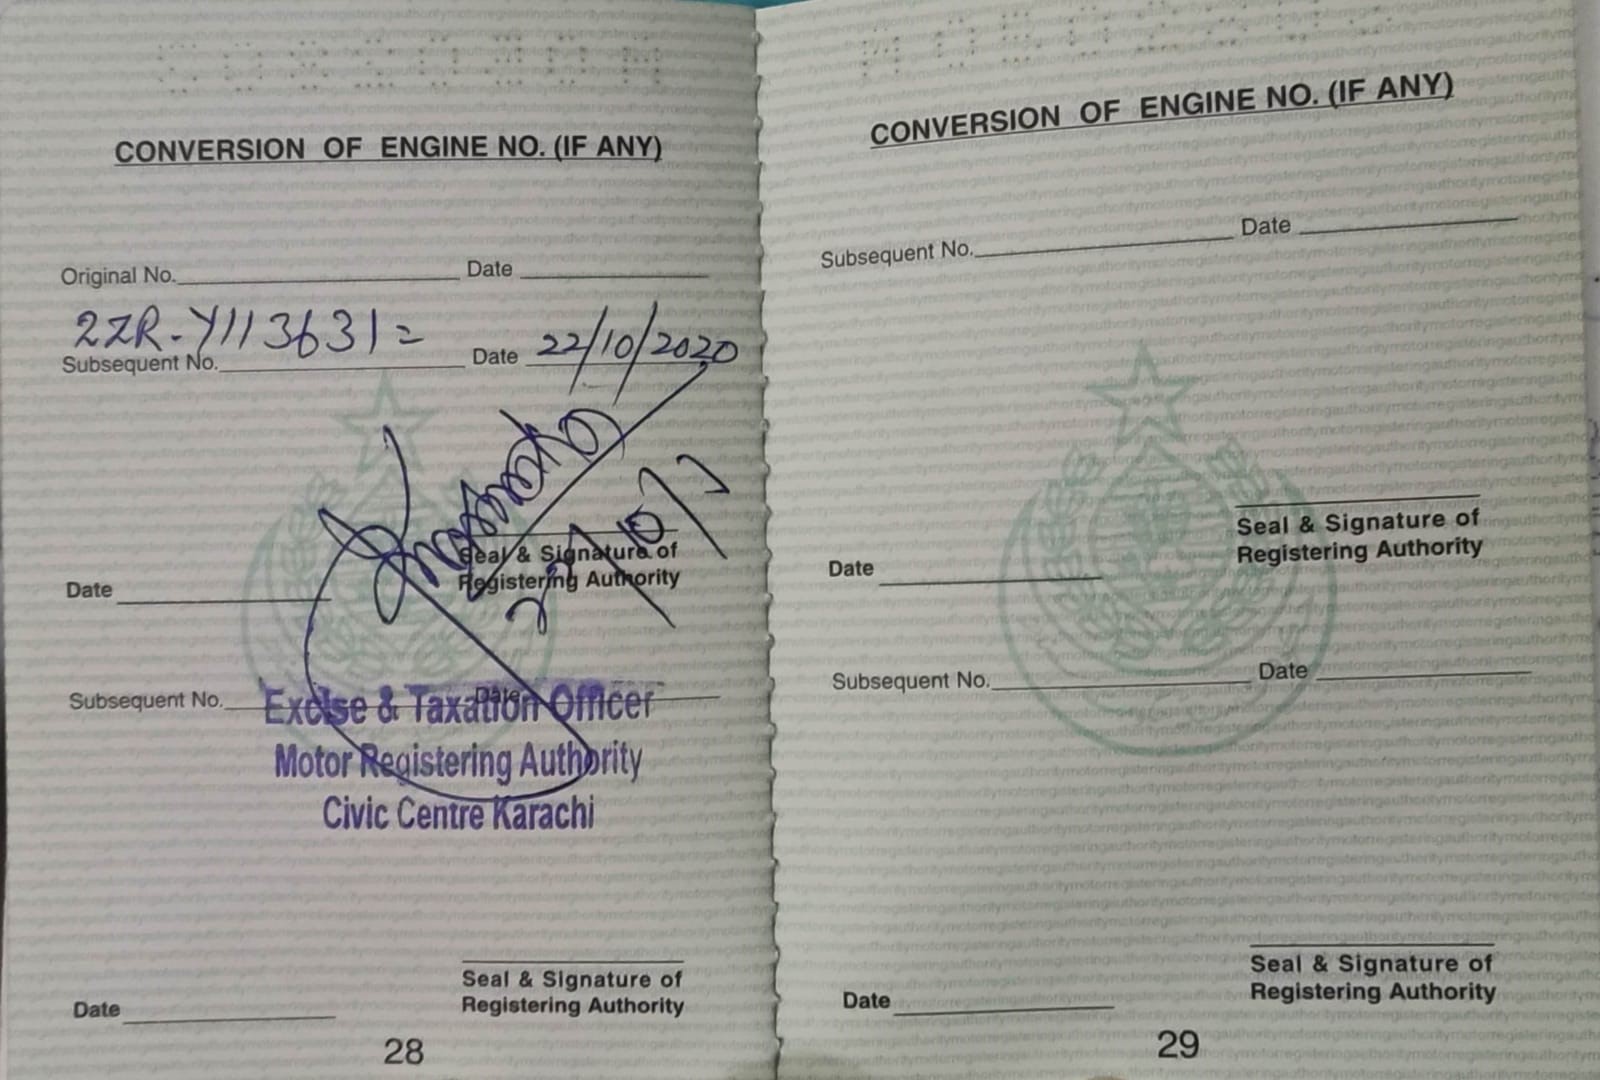 CONVERSION OF ENGINE NO. (IF ANY)
Original No. Date
2ZR-Y113631= 22/10/2020
Subsequent No. Date
Seal & Signature of
Registering Authority
Date
Subsequent No. Date
Excise & Taxation Officer
Motor Registering Authority
Civic Centre Karachi
Seal & Signature of
Registering Authority
Date
28
CONVERSION OF ENGINE NO. (IF ANY)
Subsequent No. Date
Seal & Signature of
Registering Authority
Date
Subsequent No. Date
Seal & Signature of
Registering Authority
Date
29